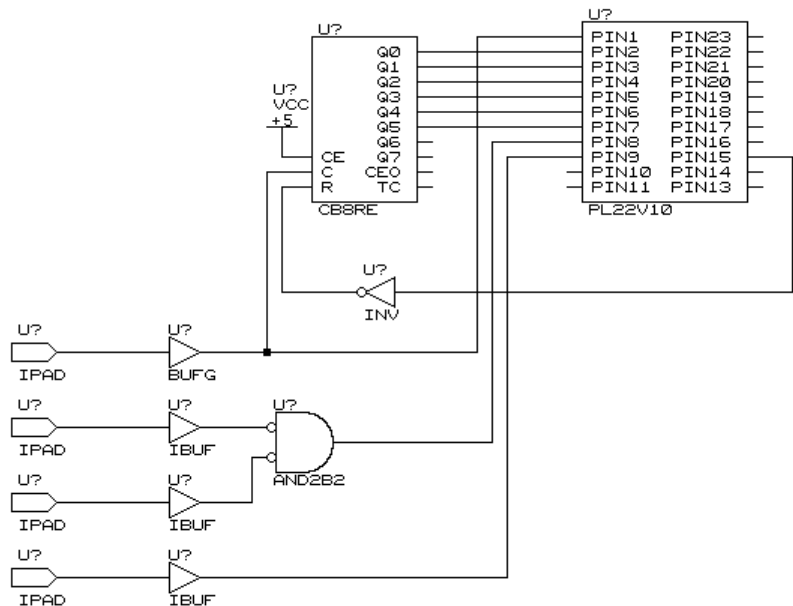 U?
U?
Q0
Q1
Q2
Q3
Q4
Q5
Q6
Q7
CEO
TC
CE
C
R
CB8RE
U?
VCC
+5
PIN1 PIN23
PIN2 PIN22
PIN3 PIN21
PIN4 PIN20
PIN5 PIN19
PIN6 PIN18
PIN7 PIN17
PIN8 PIN16
PIN9 PIN15
PIN10 PIN14
PIN11 PIN13
PL22V10
U?
INV
U? U?
IPAD BUFG
U? U? U?
IPAD IBUF
AND2B2
U? U?
IPAD IBUF
U? U?
IPAD IBUF